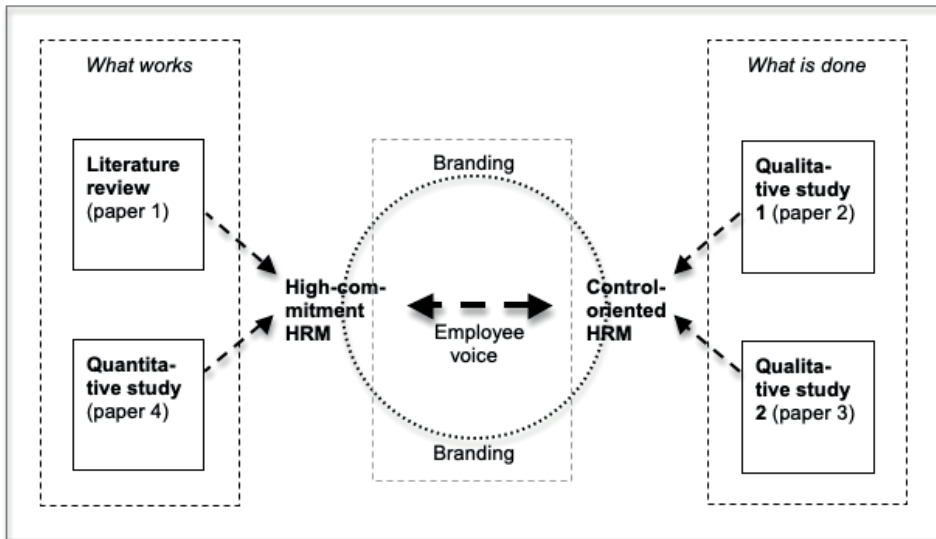 What works
Literature
review
(paper 1)
Quantita-
tive study
(paper 4)
High-com-
mitment
HRM
Branding
Employee
voice
Branding
Control-
oriented
HRM
What is done
Qualita-
tive study
1 (paper 2)
Qualita-
tive study
2 (paper 3)